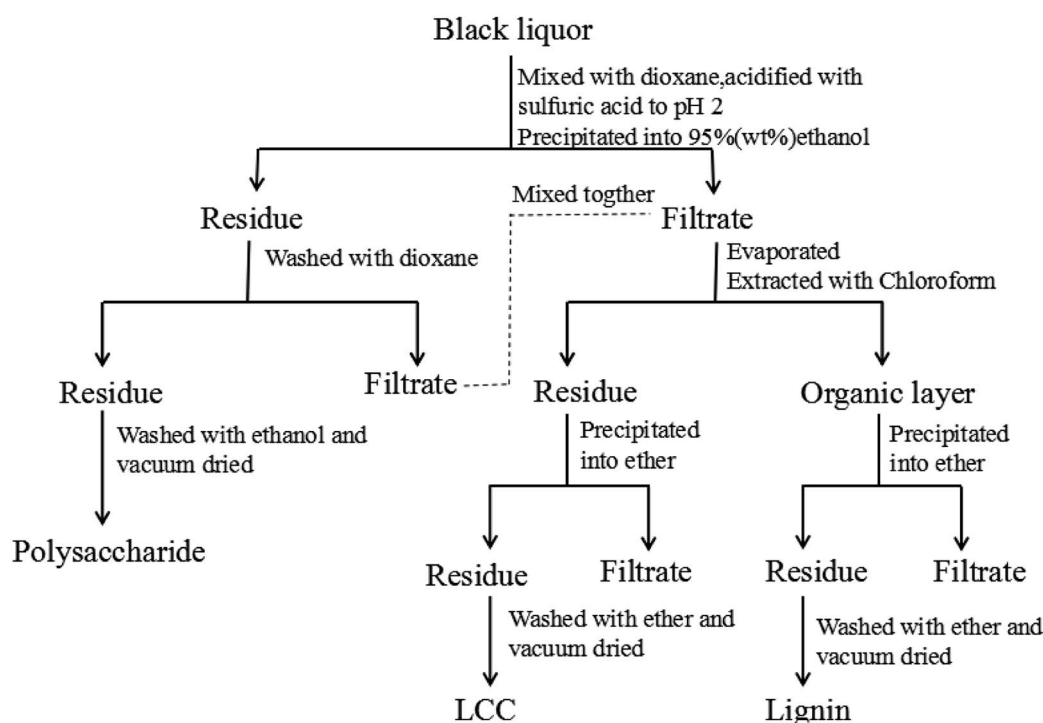 Black liquor
Mixed with dioxane,acidified with
sulfuric acid to pH 2
Precipitated into 95%(wt%)ethanol
Mixed togther
Residue
Filtrate
Washed with dioxane
Evaporated
Extracted with Chloroform
Residue
Filtrate
Residue
Organic layer
Washed with ethanol and
vacuum dried
Precipitated
into ether
Precipitated
into ether
Polysaccharide
Residue
Filtrate
Residue
Filtrate
Washed with ether and
vacuum dried
Washed with ether and
vacuum dried
LCC
Lignin